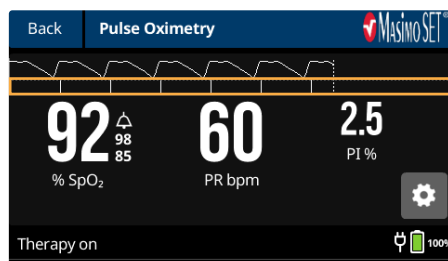 Back Pulse Oximetry Masimo SET®
92 98 60 2.5
85
% SpO₂ PR bpm PI %
Therapy on 100%